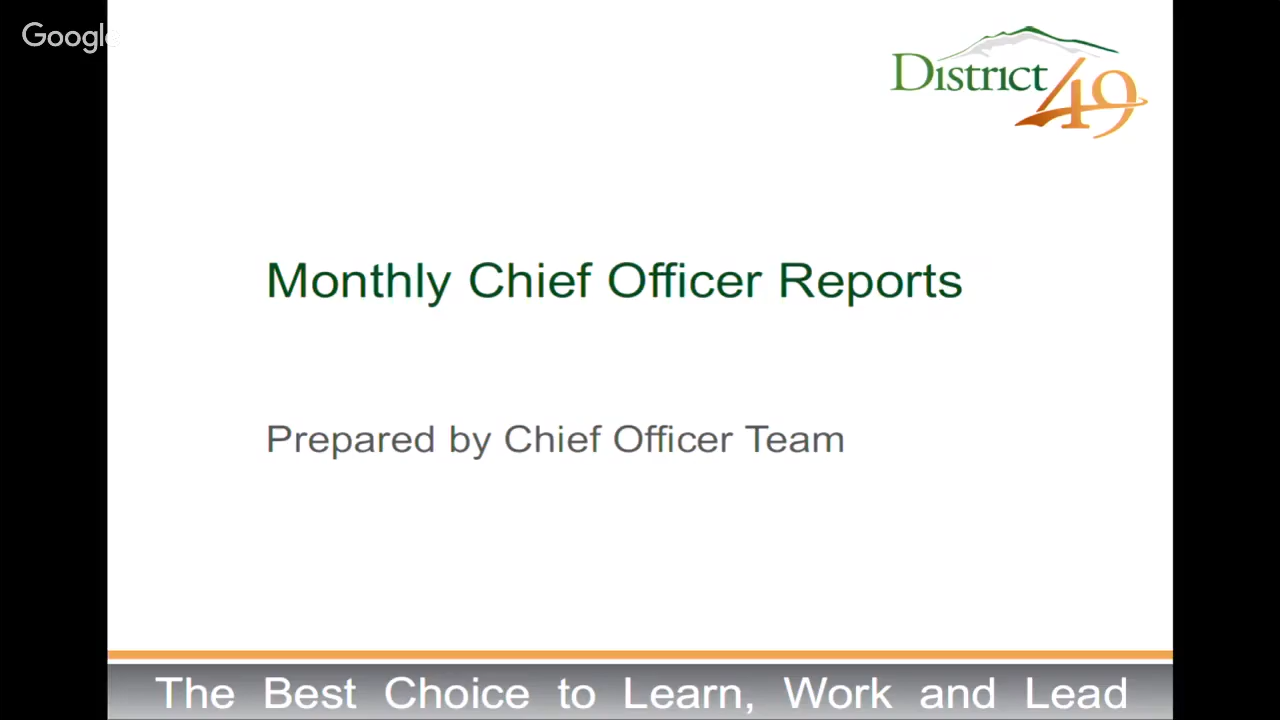 Google
District
49
Monthly Chief Officer Reports
Prepared by Chief Officer Team
The Best Choice to Learn, Work and Lead